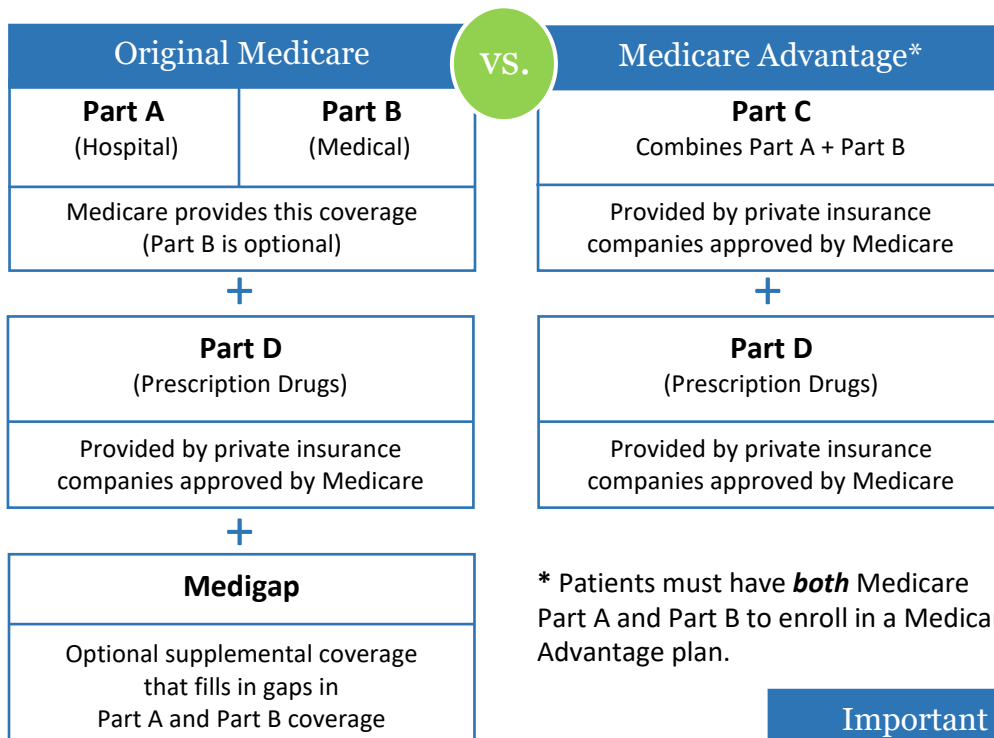 Original Medicare
vs.
Medicare Advantage*
Part A
(Hospital)
Part B
(Medical)
Medicare provides this coverage
(Part B is optional)
+
Part D
(Prescription Drugs)
Provided by private insurance
companies approved by Medicare
+
Medigap
Optional supplemental coverage
that fills in gaps in
Part A and Part B coverage
Part C
Combines Part A + Part B
Provided by private insurance
companies approved by Medicare
+
Part D
(Prescription Drugs)
Provided by private insurance
companies approved by Medicare
* Patients must have both Medicare
Part A and Part B to enroll in a Medica
Advantage plan.
Important